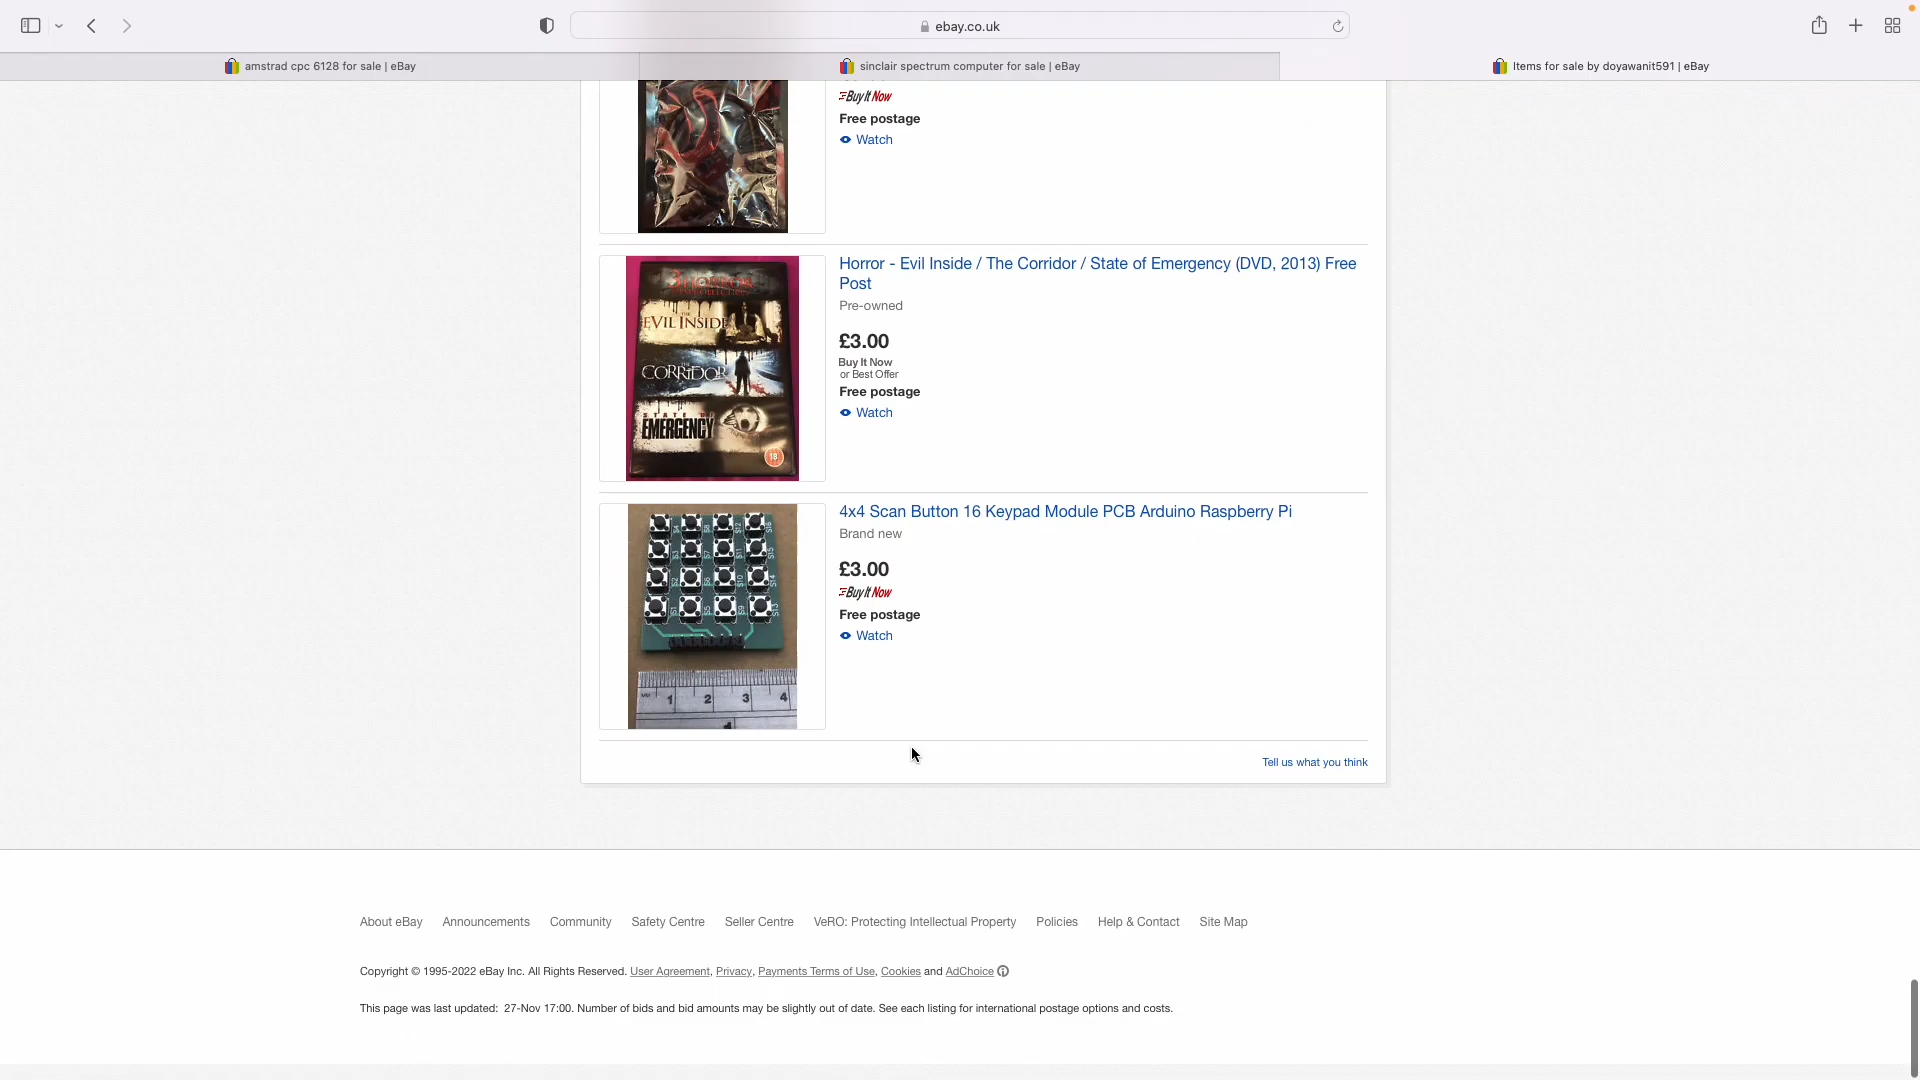 ebay.co.uk
amstrad cpc 6128 for sale | eBay
sinclair spectrum computer for sale | eBay
Items for sale by doyawanit591 | eBay
Buy It Now
Free postage
Watch
Horror - Evil Inside / The Corridor / State of Emergency (DVD, 2013) Free
Post
Pre-owned
£3.00
Buy It Now
or Best Offer
Free postage
Watch
EVIL INSIDE
CORRIDOR
STATE OF
EMERGENCY
18
4x4 Scan Button 16 Keypad Module PCB Arduino Raspberry Pi
Brand new
£3.00
Buy It Now
Free postage
Watch
1 2 3 4
Tell us what you think
About eBay Announcements Community Safety Centre Seller Centre VeRO: Protecting Intellectual Property Policies Help & Contact Site Map
Copyright © 1995-2022 eBay Inc. All Rights Reserved. User Agreement, Privacy, Payments Terms of Use, Cookies and AdChoice
This page was last updated: 27-Nov 17:00. Number of bids and bid amounts may be slightly out of date. See each listing for international postage options and costs.